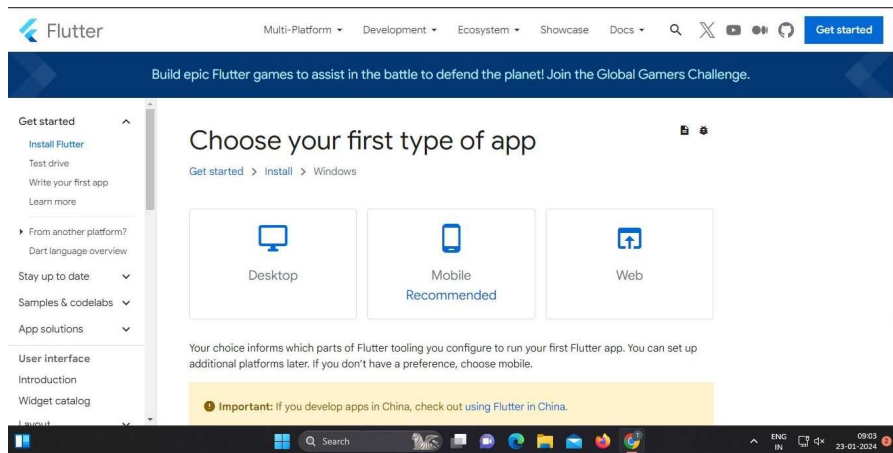 Flutter
Multi-Platform Development Ecosystem Showcase Docs Get started
Build epic Flutter games to assist in the battle to defend the planet! Join the Global Gamers Challenge.
Get started
Install Flutter
Test drive
Write your first app
Learn more
From another platform?
Dart language overview
Stay up to date
Samples & codelabs
App solutions
User interface
Introduction
Widget catalog
Layout
Choose your first type of app
Get started > Install > Windows
Desktop
Mobile
Recommended
Web
Your choice informs which parts of Flutter tooling you configure to run your first Flutter app. You can set up
additional platforms later. If you don't have a preference, choose mobile.
Important: If you develop apps in China, check out using Flutter in China.
Search
ENG
IN
09:03
23-01-2024
2